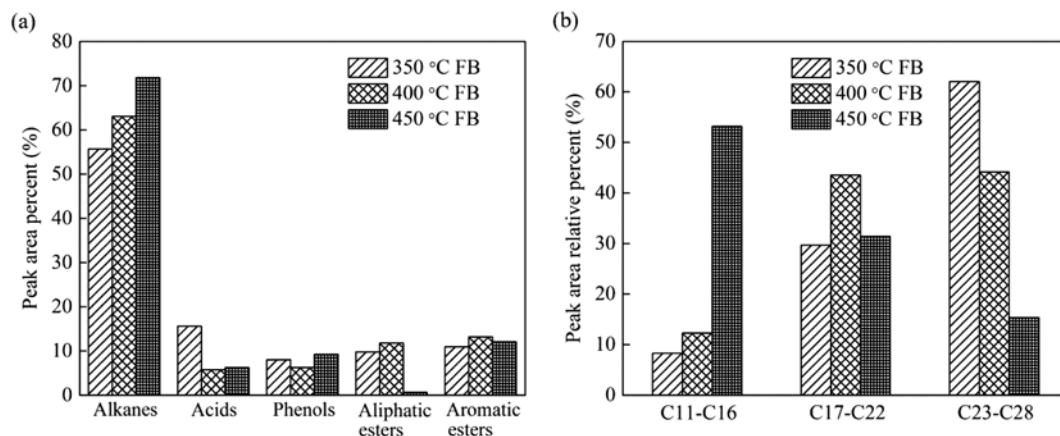 (a)
80
70
60
50
40
30
20
10
0
Peak area percent (%)
350 °C FB
400 °C FB
450 °C FB
Alkanes
Acids
Phenols
Aliphatic
esters
Aromatic
esters
(b)
70
60
50
40
30
20
10
0
Peak area relative percent (%)
350 °C FB
400 °C FB
450 °C FB
C11-C16
C17-C22
C23-C28